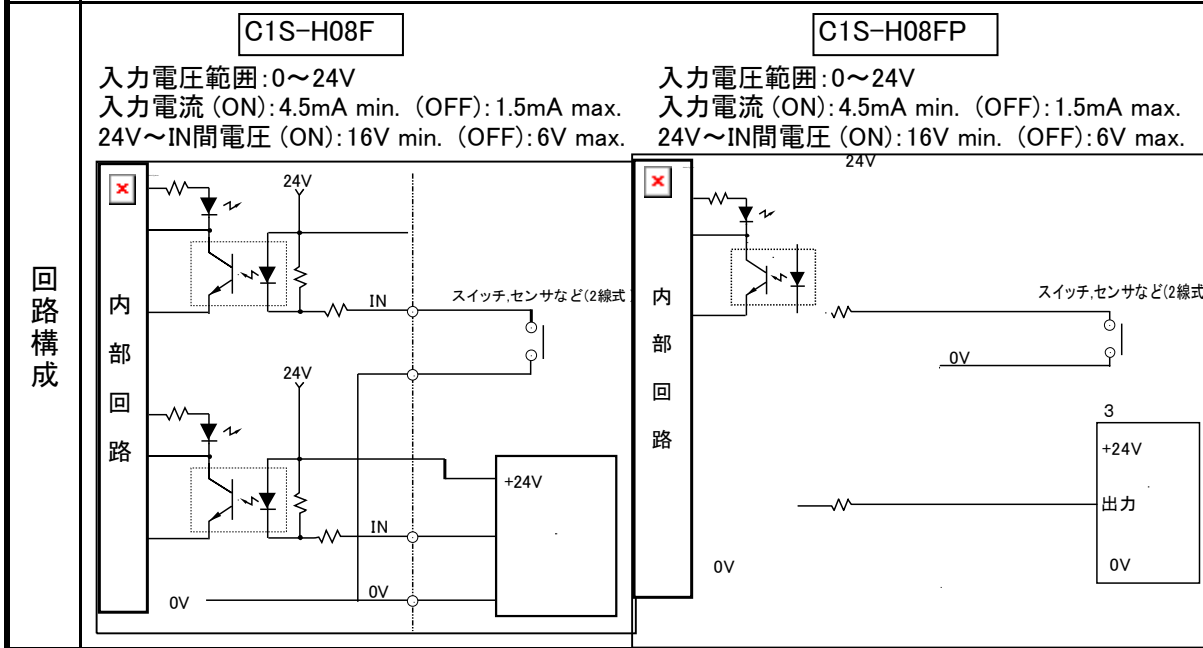 回路構成
C1S-H08F
入力電圧範囲:0～24V
入力電流 (ON):4.5mA min. (OFF):1.5mA max.
24V～IN間電圧 (ON):16V min. (OFF):6V max.
内部回路
24V
IN
スイッチ,センサなど(2線式
24V
+24V
IN
0V
0V
C1S-H08FP
入力電圧範囲:0～24V
入力電流 (ON):4.5mA min. (OFF):1.5mA max.
24V～IN間電圧 (ON):16V min. (OFF):6V max.
24V
内部回路
スイッチ,センサなど(2線式
0V
3
+24V
出力
0V
0V